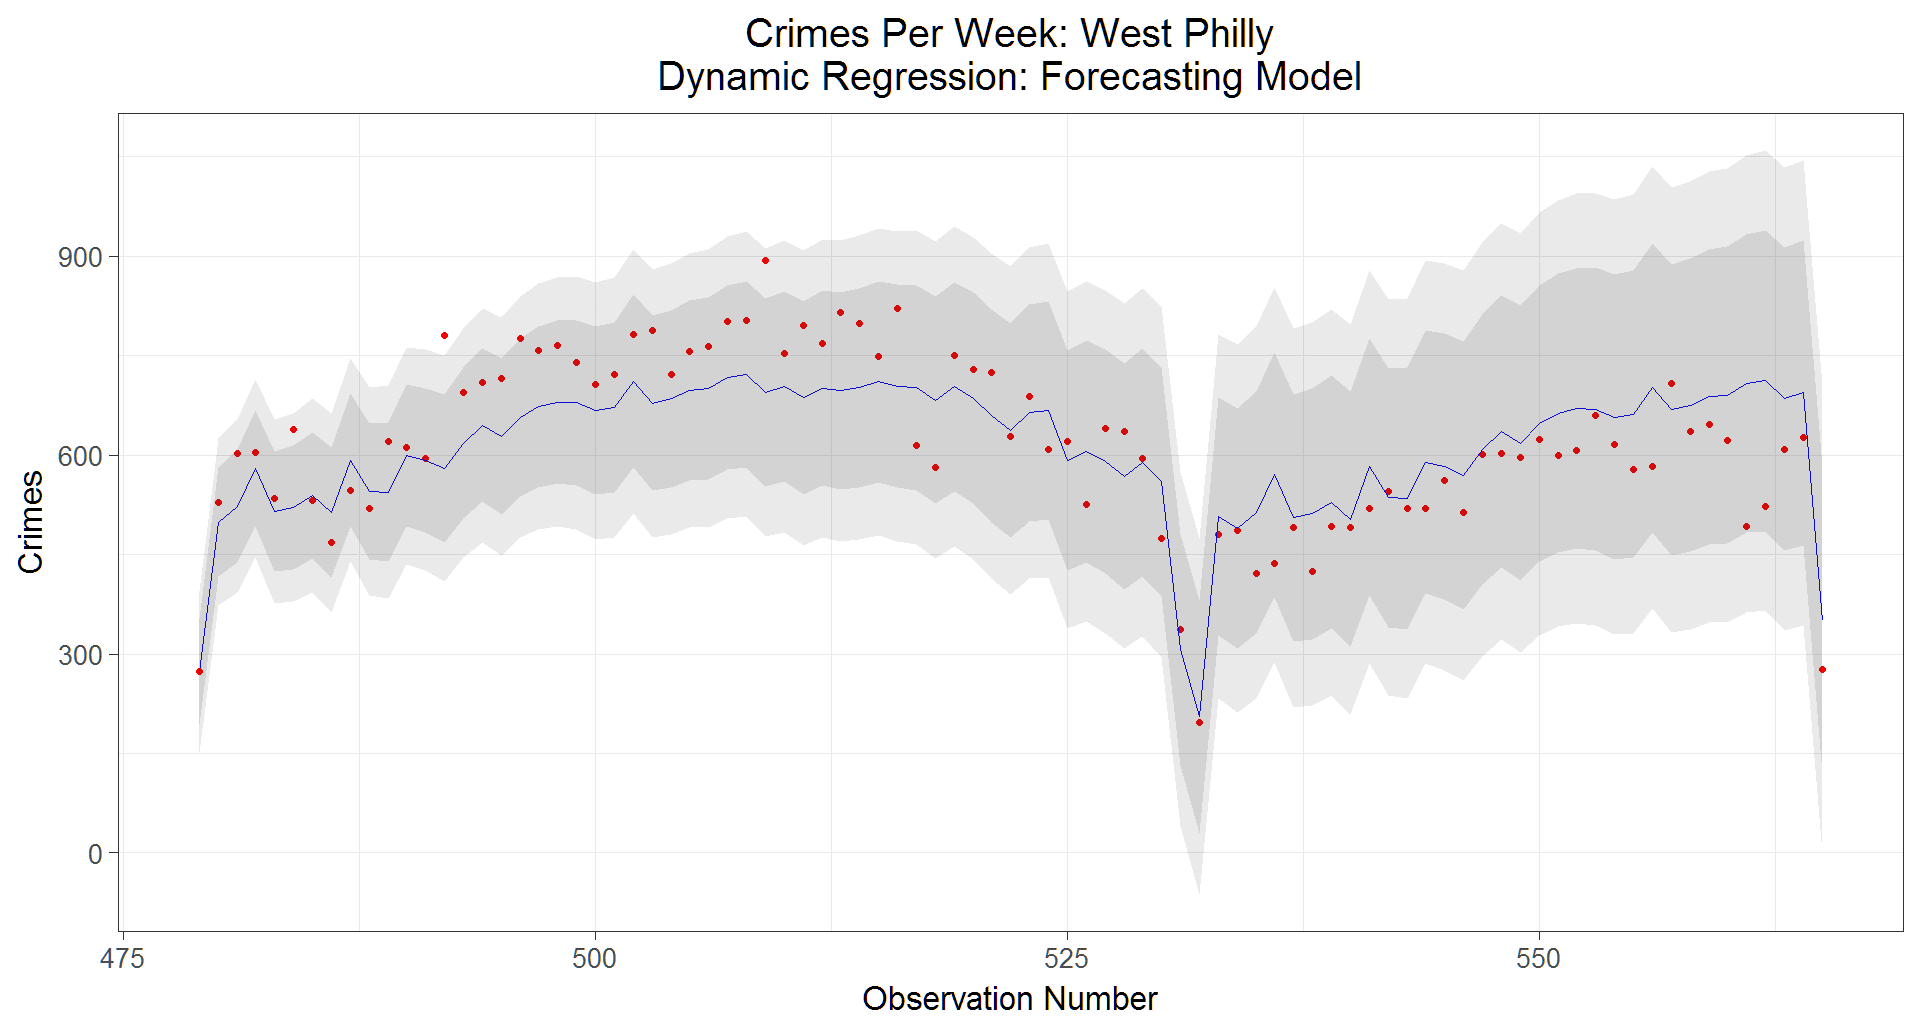 Crimes Per Week: West Philly
Dynamic Regression: Forecasting Model
Crimes
900
600
300
0
475
500
525
550
Observation Number